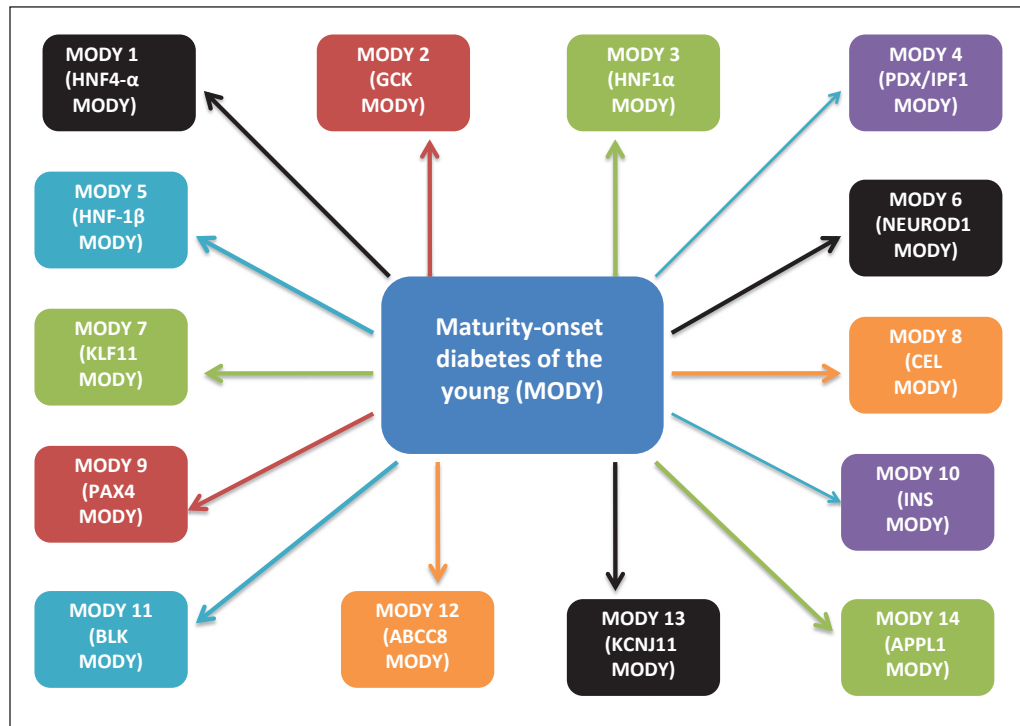 MODY 1
(HNF4-α
MODY)
MODY 2
(GCK
MODY)
MODY 3
(HNF1α
MODY)
MODY 4
(PDX/IPF1
MODY)
MODY 5
(HNF-1β
MODY)
MODY 6
(NEUROD1
MODY)
Maturity-onset
diabetes of the
young (MODY)
MODY 7
(KLF11
MODY)
MODY 8
(CEL
MODY)
MODY 9
(PAX4
MODY)
MODY 10
(INS
MODY)
MODY 11
(BLK
MODY)
MODY 12
(ABCC8
MODY)
MODY 13
(KCNJ11
MODY)
MODY 14
(APPL1
MODY)